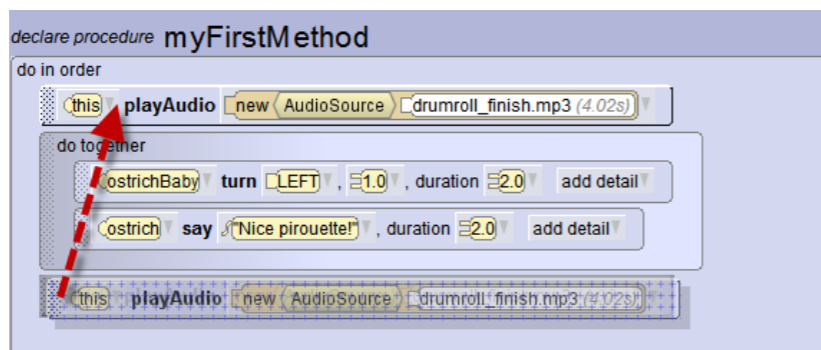 declare procedure myFirstMethod
do in order
this playAudio new AudioSource drumroll_finish.mp3 (4.02s)
do together
ostrichBaby turn LEFT , 1.0 , duration 2.0 add detail
ostrich say "Nice pirouette!" , duration 2.0 add detail
this playAudio new AudioSource drumroll_finish.mp3 (4.02s)